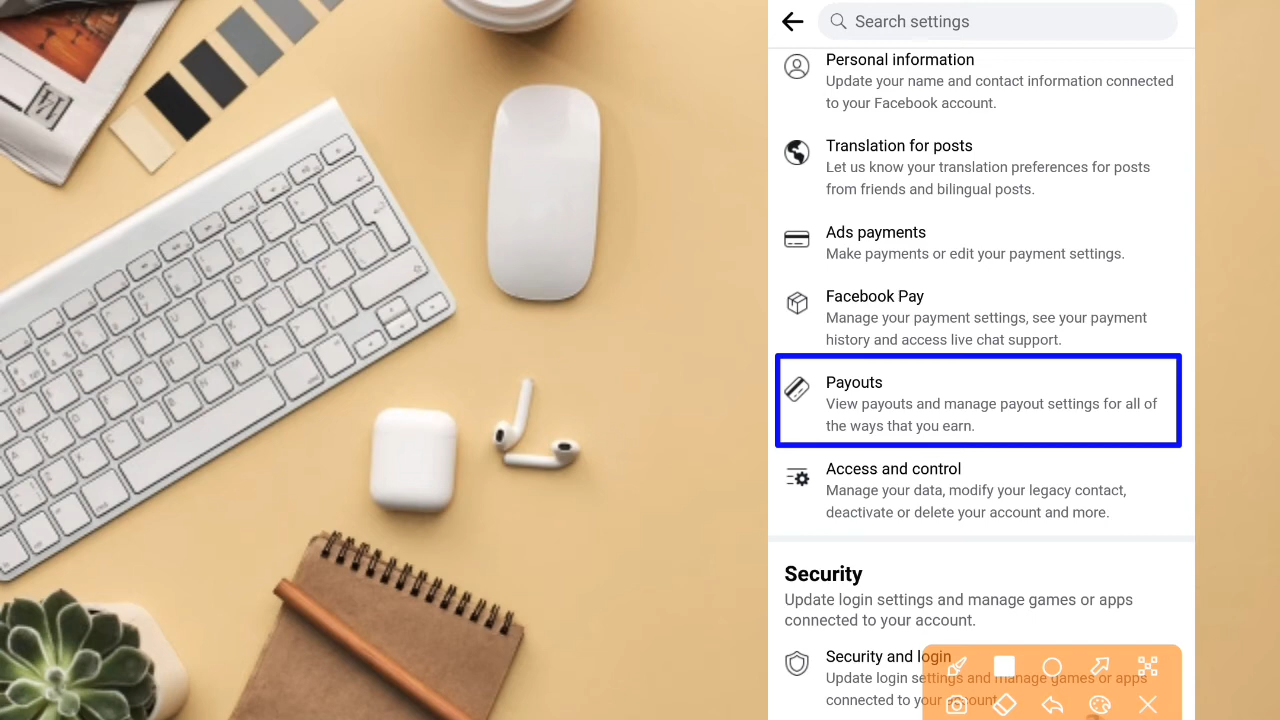 Search settings
Personal information
Update your name and contact information connected
to your Facebook account.
Translation for posts
Let us know your translation preferences for posts
from friends and bilingual posts.
Ads payments
Make payments or edit your payment settings.
Facebook Pay
Manage your payment settings, see your payment
history and access live chat support.
Payouts
View payouts and manage payout settings for all of
the ways that you earn.
Access and control
Manage your data, modify your legacy contact,
deactivate or delete your account and more.
Security
Update login settings and manage games or apps
connected to your account.
Security and login
Update login settings and manage games or apps
connected to your account.